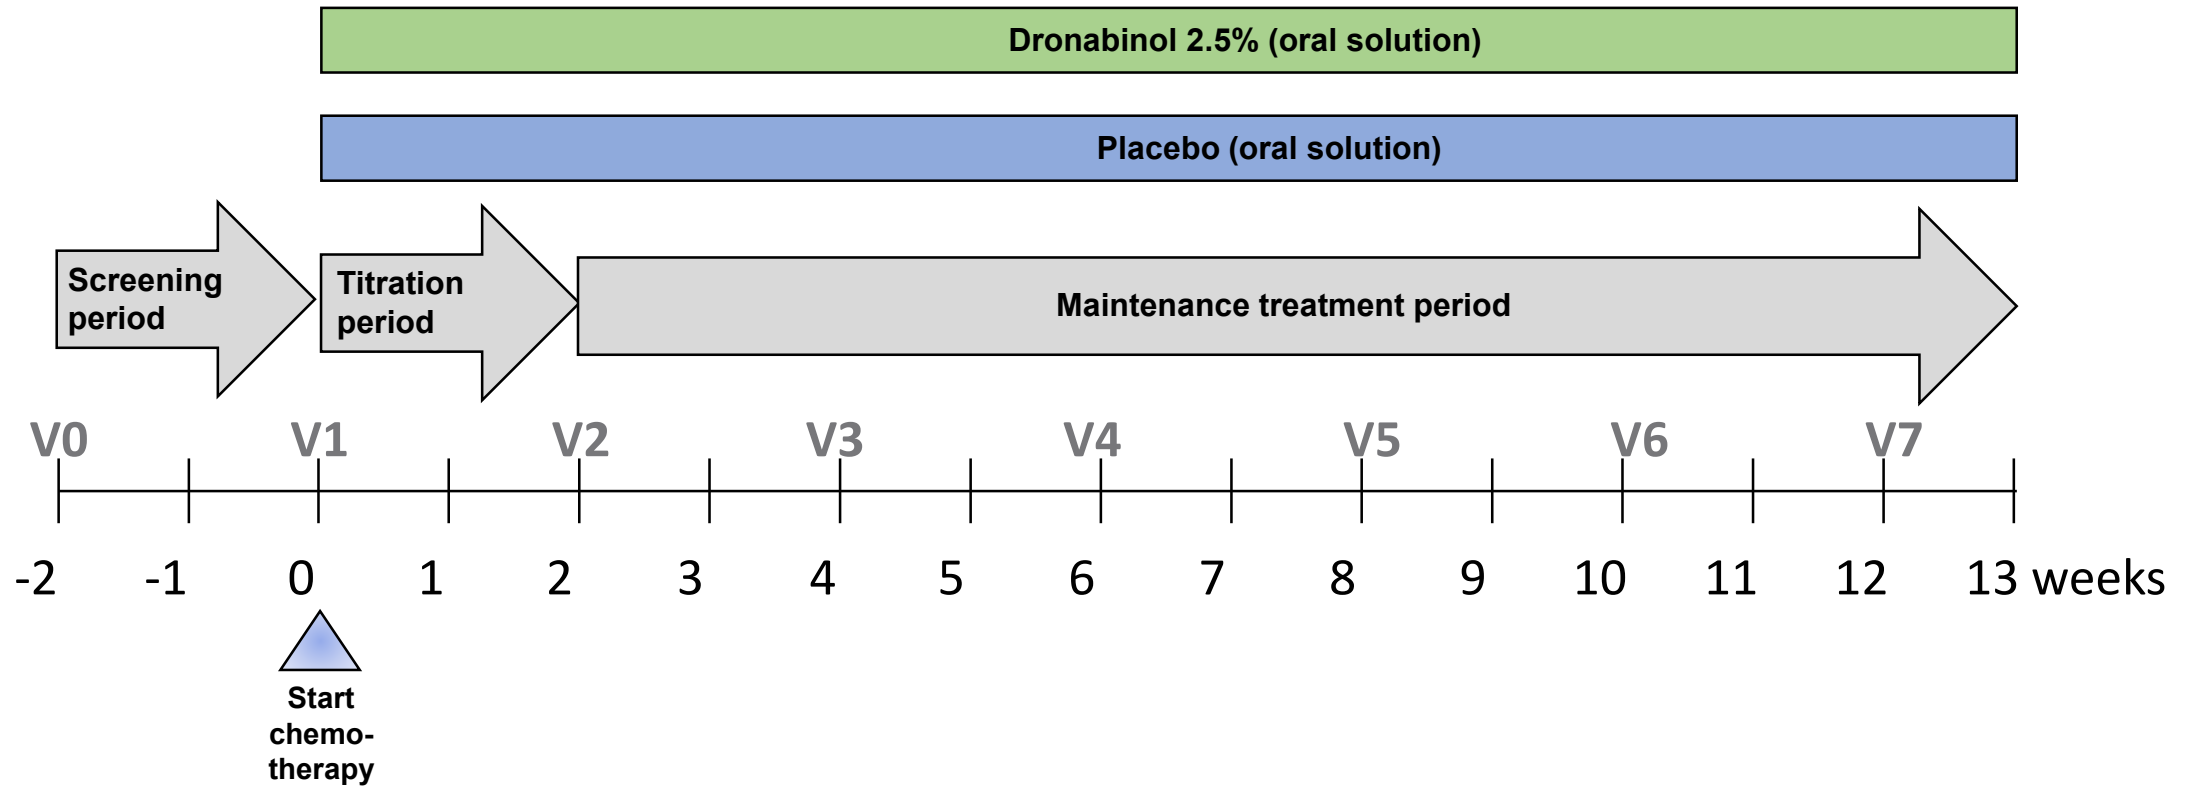 Dronabinol 2.5% (oral solution)
Placebo (oral solution)
Screening
period
Titration
period
Maintenance treatment period
V0 V1 V2 V3 V4 V5 V6 V7
-2 -1 0 1 2 3 4 5 6 7 8 9 10 11 12 13 weeks
Start
chemo-
therapy